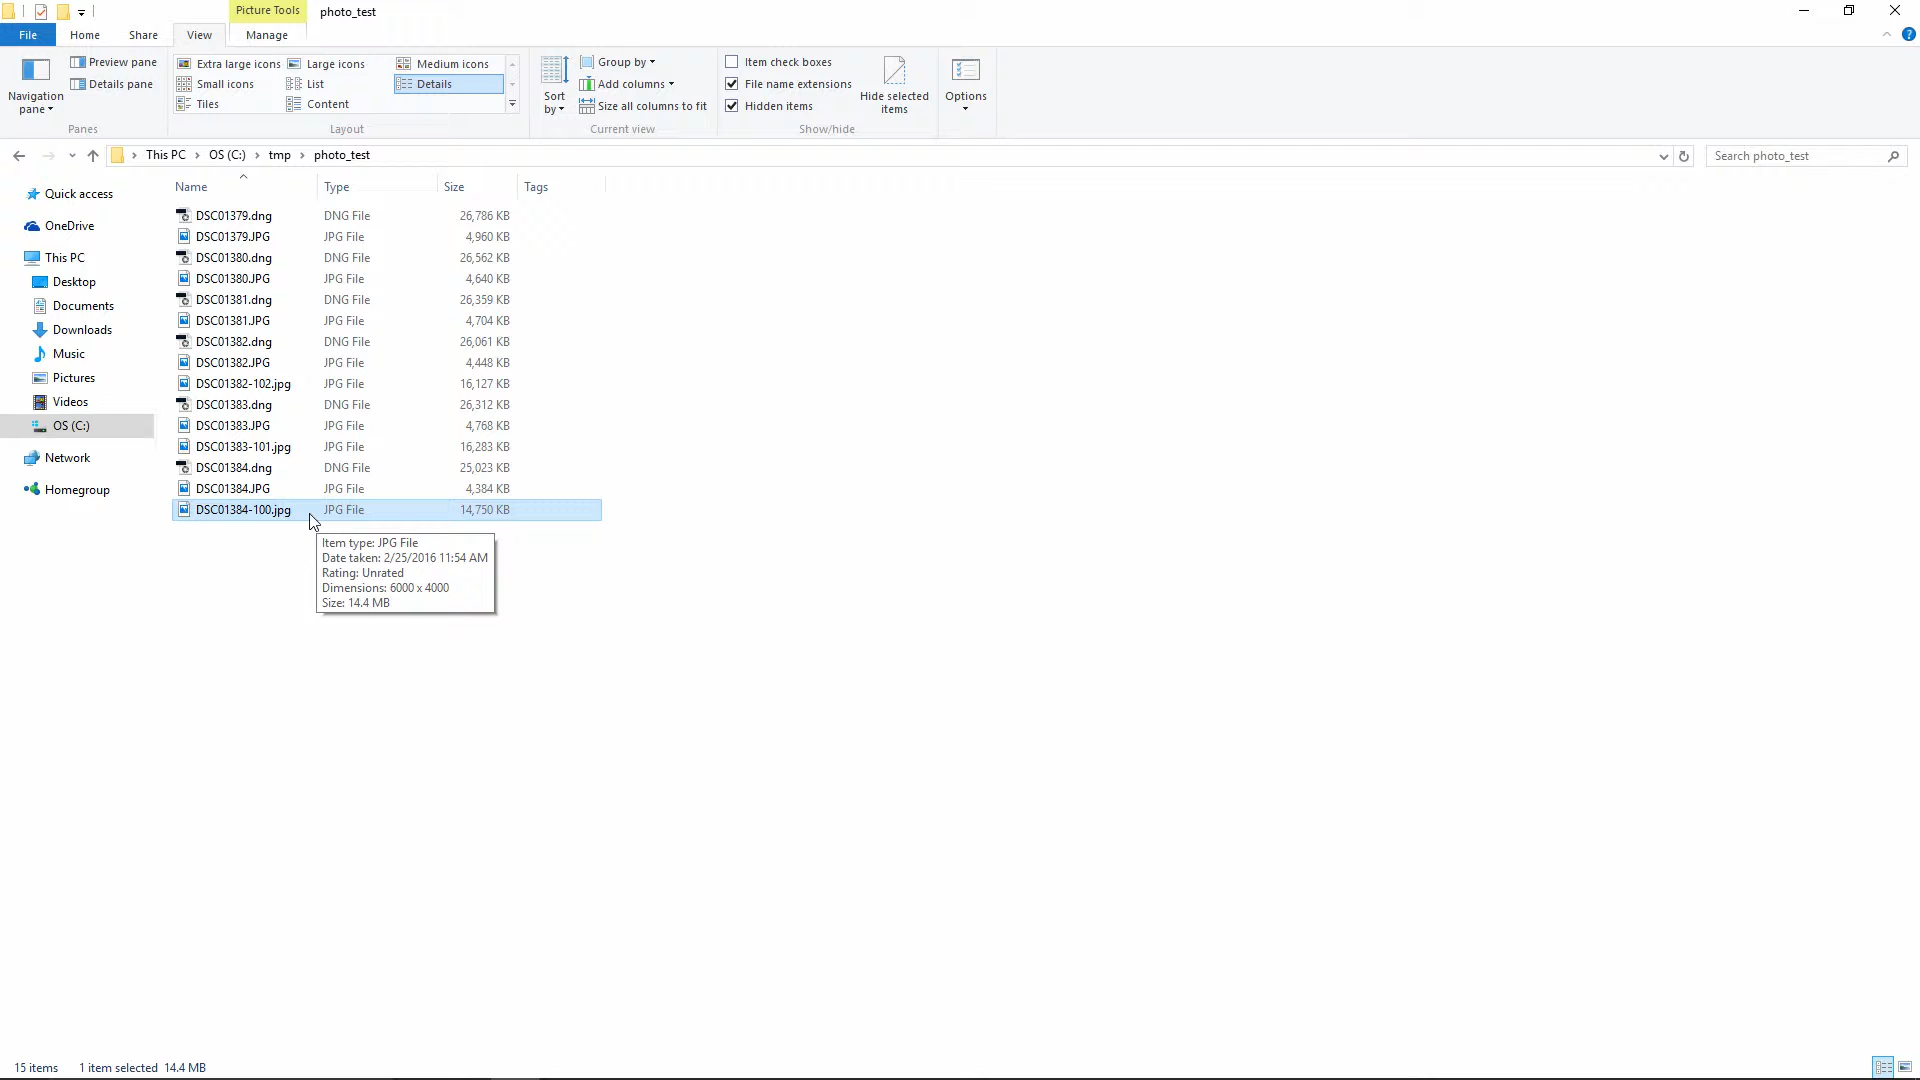 Picture Tools photo_test
File Home Share View Manage
Navigation pane
Preview pane
Details pane
Panes
Extra large icons Large icons Medium icons
Small icons List Details
Tiles Content
Layout
Sort by
Group by
Add columns
Size all columns to fit
Current view
Item check boxes
File name extensions
Hidden items
Hide selected items
Show/hide
Options
This PC OS (C:) tmp photo_test
Search photo_test
Quick access
OneDrive
This PC
Desktop
Documents
Downloads
Music
Pictures
Videos
OS (C:)
Network
Homegroup
Name Type Size Tags
DSC01379.dng DNG File 26,786 KB
DSC01379.JPG JPG File 4,960 KB
DSC01380.dng DNG File 26,562 KB
DSC01380.JPG JPG File 4,640 KB
DSC01381.dng DNG File 26,359 KB
DSC01381.JPG JPG File 4,704 KB
DSC01382.dng DNG File 26,061 KB
DSC01382.JPG JPG File 4,448 KB
DSC01382-102.jpg JPG File 16,127 KB
DSC01383.dng DNG File 26,312 KB
DSC01383.JPG JPG File 4,768 KB
DSC01383-101.jpg JPG File 16,283 KB
DSC01384.dng DNG File 25,023 KB
DSC01384.JPG JPG File 4,384 KB
DSC01384-100.jpg JPG File 14,750 KB
Item type: JPG File
Date taken: 2/25/2016 11:54 AM
Rating: Unrated
Dimensions: 6000 x 4000
Size: 14.4 MB
15 items 1 item selected 14.4 MB